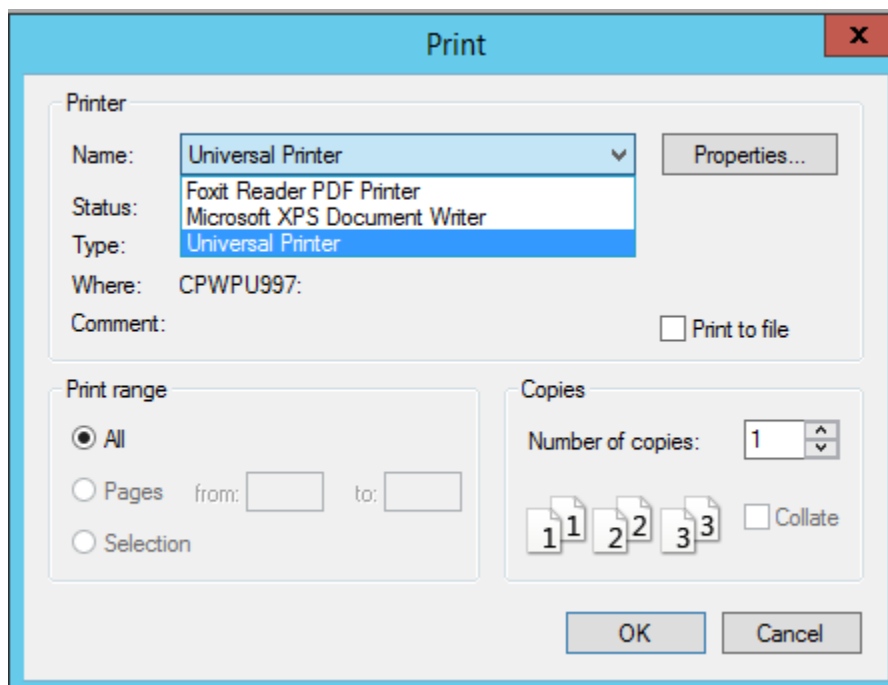 Print
x
Printer
Name: Universal Printer Properties...
Foxit Reader PDF Printer
Status: Microsoft XPS Document Writer
Type: Universal Printer
Where: CPWPU997:
Comment: Print to file
Print range
All
Pages from: to:
Selection
Copies
Number of copies: 1
1 1 2 2 3 3 Collate
OK Cancel